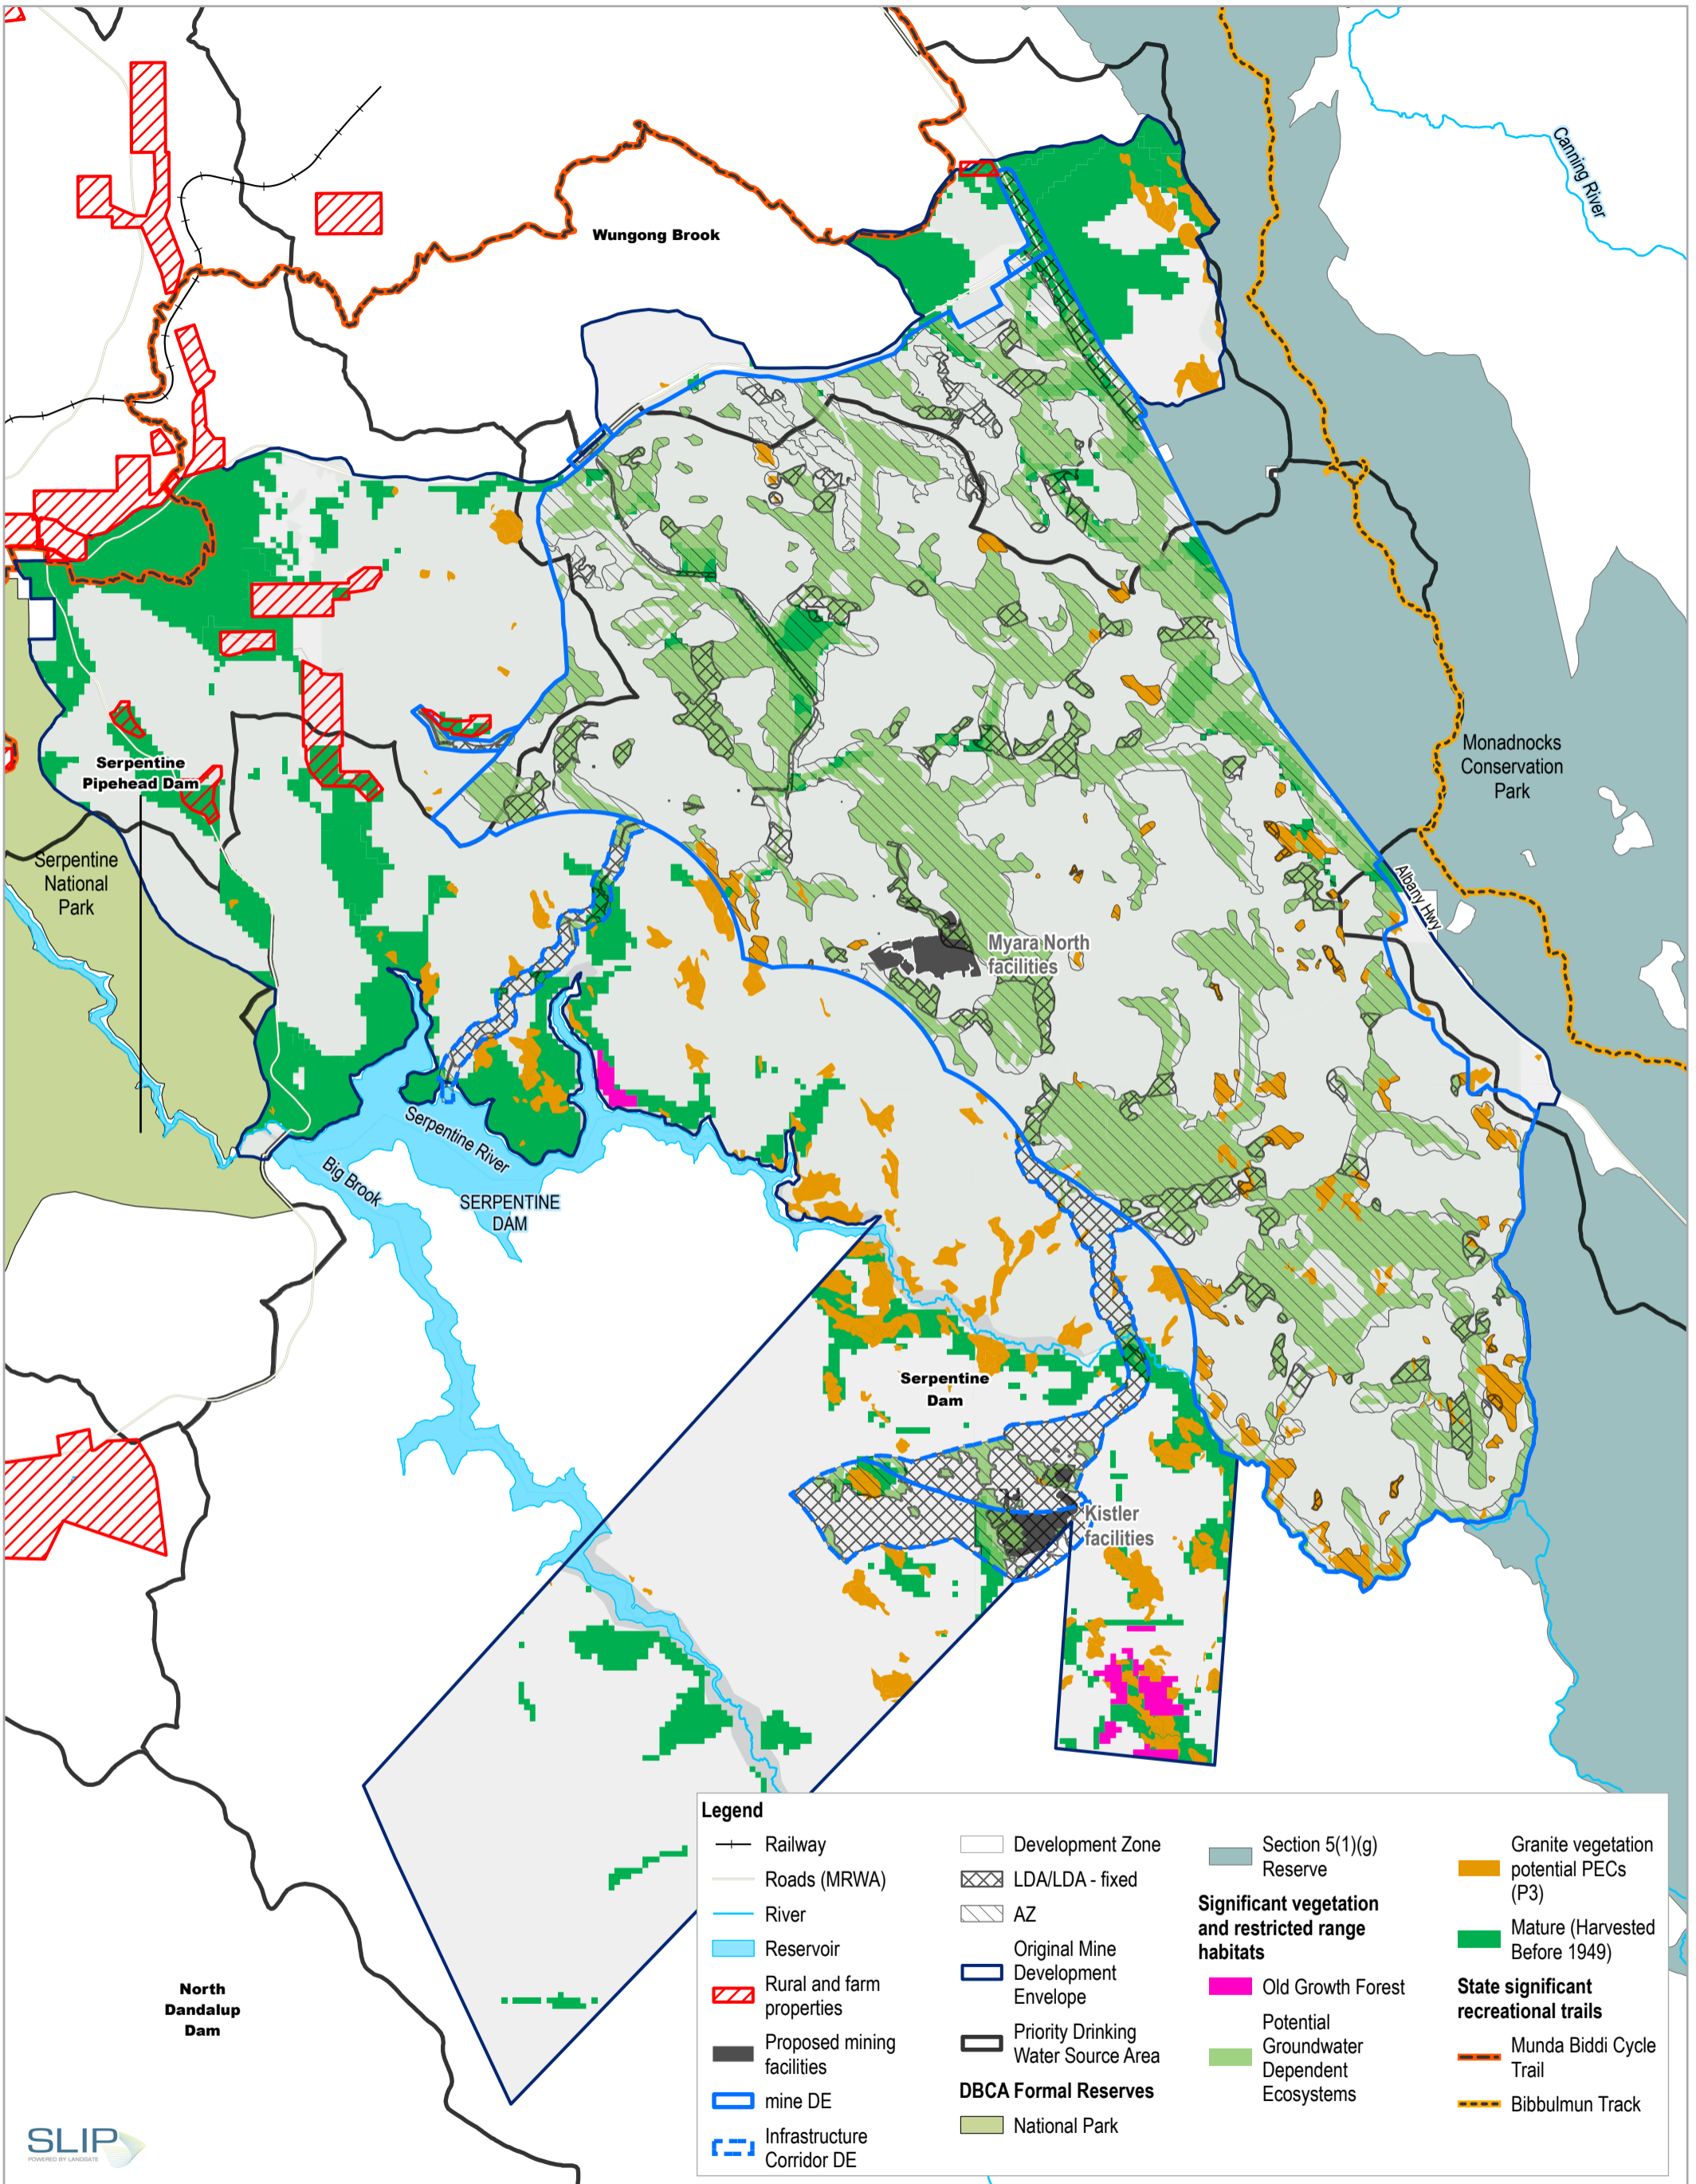 Canning River
Wungong Brook
Monadnocks
Conservation
Park
Serpentine
Pipehead Dam
Serpentine
National
Park
Albany Hwy
Myara North
facilities
Serpentine River
Big Brook
SERPENTINE
DAM
Serpentine
Dam
Kistler
facilities
North
Dandalup
Dam
Legend
Railway
Roads (MRWA)
River
Reservoir
Rural and farm
properties
Proposed mining
facilities
mine DE
Infrastructure
Corridor DE
Development Zone
LDA/LDA - fixed
AZ
Original Mine
Development
Envelope
Priority Drinking
Water Source Area
DBCA Formal Reserves
National Park
Section 5(1)(g)
Reserve
Significant vegetation
and restricted range
habitats
Old Growth Forest
Potential
Groundwater
Dependent
Ecosystems
Granite vegetation
potential PECs
(P3)
Mature (Harvested
Before 1949)
State significant
recreational trails
Munda Biddi Cycle
Trail
Bibbulmun Track
SLIP
POWERED BY LANDGATE